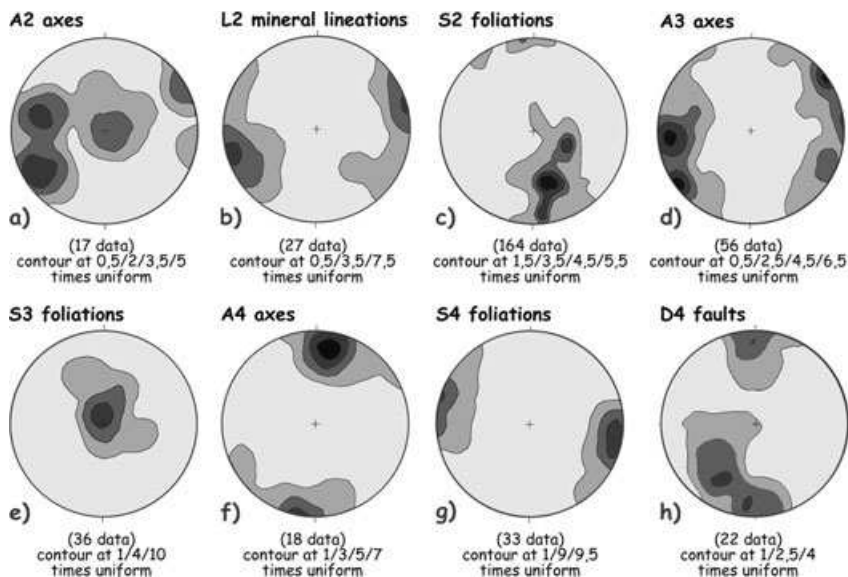 A2 axes
L2 mineral lineations
S2 foliations
A3 axes
a)
b)
c)
d)
(17 data)
contour at 0,5/2/3,5/5
times uniform
(27 data)
contour at 0,5/3,5/7,5
times uniform
(164 data)
contour at 1,5/3,5/4,5/5,5
times uniform
(56 data)
contour at 0,5/2,5/4,5/6,5
times uniform
S3 foliations
A4 axes
S4 foliations
D4 faults
e)
f)
g)
h)
(36 data)
contour at 1/4/10
times uniform
(18 data)
contour at 1/3/5/7
times uniform
(33 data)
contour at 1/9/9,5
times uniform
(22 data)
contour at 1/2,5/4
times uniform